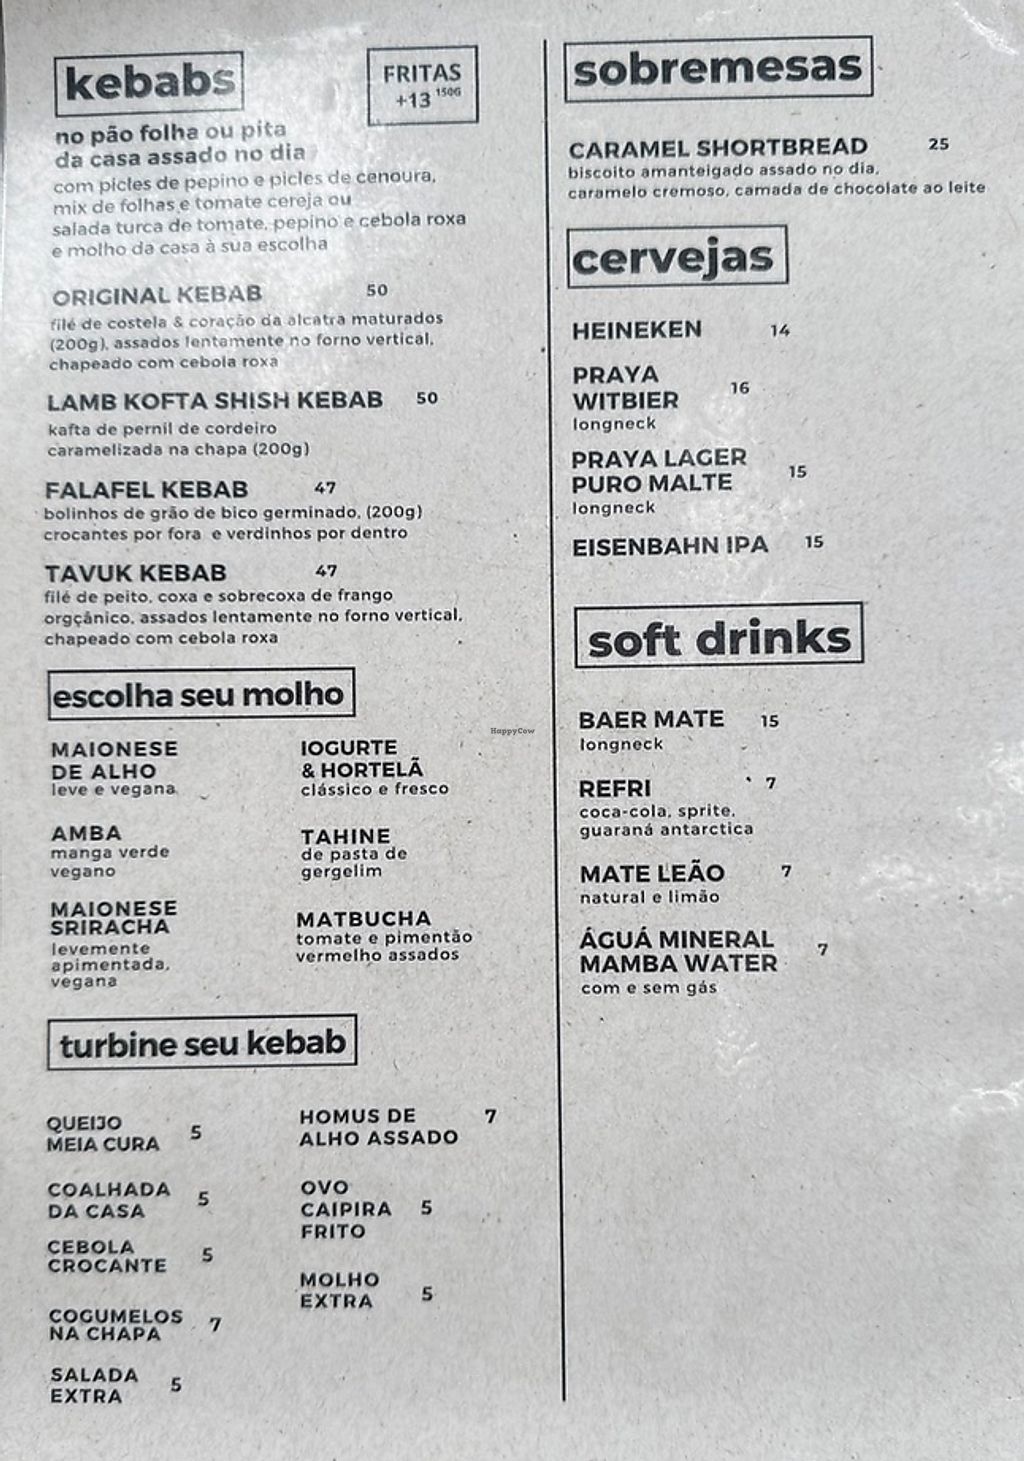 kebabs
FRITAS
+13 150G
no pão folha ou pita
da casa assado no dia
com picles de pepino e picles de cenoura,
mix de folhas e tomate cereja ou
salada turca de tomate, pepino e cebola roxa
e molho da casa à sua escolha
ORIGINAL KEBAB 50
filé de costela & coração da alcatra maturados
(200g), assados lentamente no forno vertical,
chapeado com cebola roxa
LAMB KOFTA SHISH KEBAB 50
kafta de pernil de cordeiro
caramelizada na chapa (200g)
FALAFEL KEBAB 47
bolinhos de grão de bico germinado, (200g)
crocantes por fora e verdinhos por dentro
TAVUK KEBAB 47
filé de peito, coxa e sobrecoxa de frango
orgçânico, assados lentamente no forno vertical,
chapeado com cebola roxa
escolha seu molho
MAIONESE
DE ALHO
leve e vegana
AMBA
manga verde
vegano
MAIONESE
SRIRACHA
levemente
apimentada,
vegana
IOGURTE
& HORTELÃ
clássico e fresco
TAHINE
de pasta de
gergelim
MATBUCHA
tomate e pimentão
vermelho assados
turbine seu kebab
QUEIJO
MEIA CURA 5
COALHADA
DA CASA 5
CEBOLA
CROCANTE 5
COGUMELOS
NA CHAPA 7
SALADA
EXTRA 5
HOMUS DE 7
ALHO ASSADO
OVO
CAIPIRA 5
FRITO
MOLHO
EXTRA 5
sobremesas
CARAMEL SHORTBREAD 25
biscoito amanteigado assado no dia,
caramelo cremoso, camada de chocolate ao leite
cervejas
HEINEKEN 14
PRAYA
WITBIER 16
longneck
PRAYA LAGER
PURO MALTE 15
longneck
EISENBAHN IPA 15
soft drinks
BAER MATE 15
longneck
REFRI 7
coca-cola, sprite,
guaraná antarctica
MATE LEÃO 7
natural e limão
ÁGUÁ MINERAL
MAMBA WATER 7
com e sem gás
HappyCow